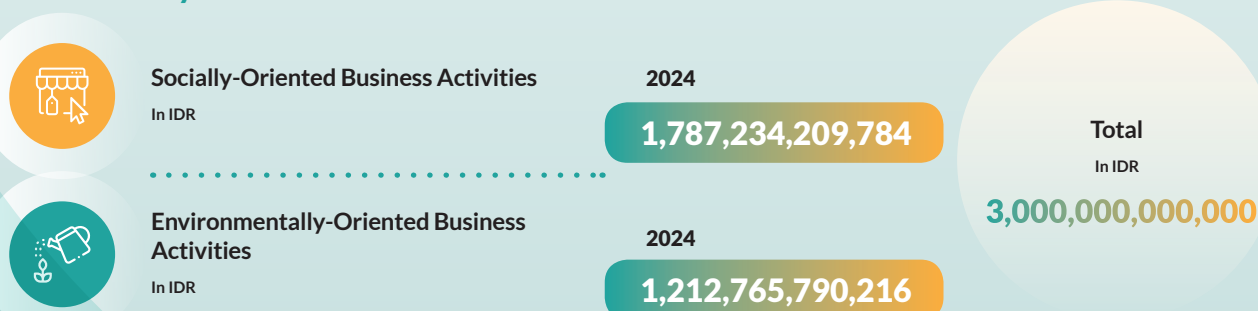 Socially-Oriented Business Activities
In IDR
2024
1,787,234,209,784
Environmentally-Oriented Business
Activities
In IDR
2024
1,212,765,790,216
Total
In IDR
3,000,000,000,000